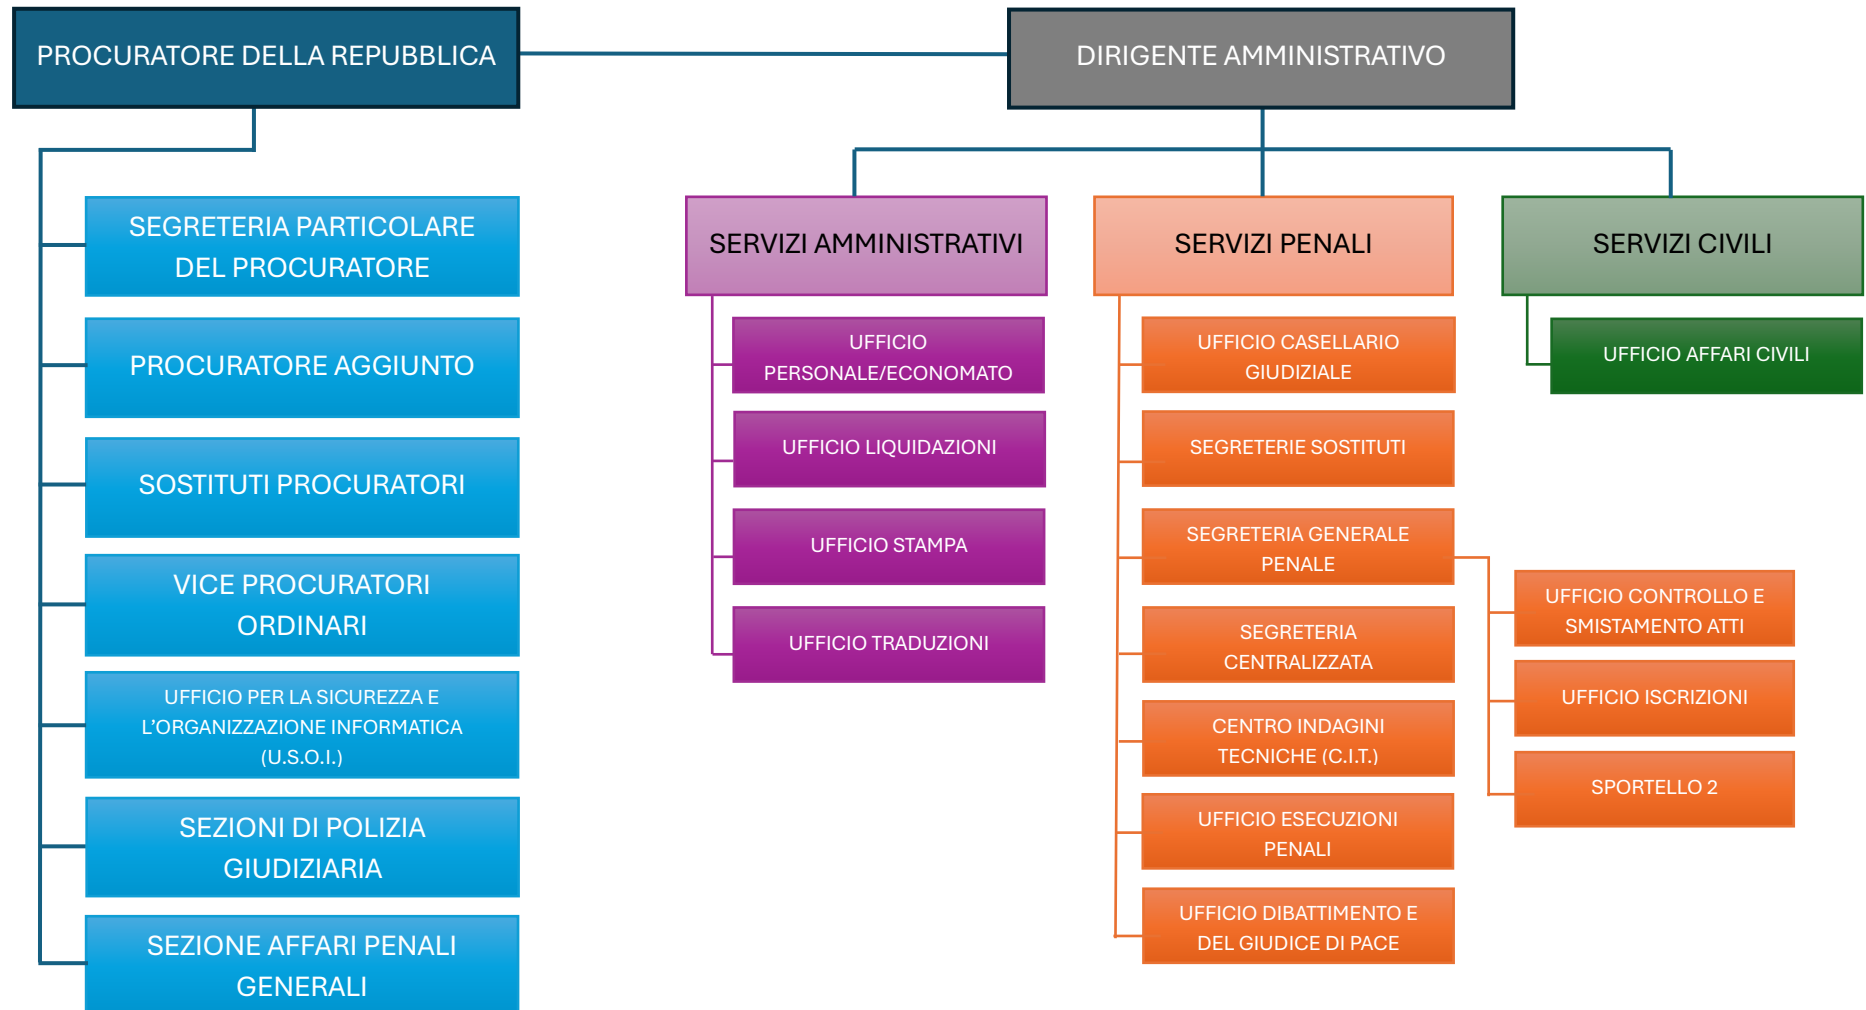 PROCURATORE DELLA REPUBBLICA
DIRIGENTE AMMINISTRATIVO
SEGRETERIA PARTICOLARE
DEL PROCURATORE
PROCURATORE AGGIUNTO
SOSTITUTI PROCURATORI
VICE PROCURATORI
ORDINARI
UFFICIO PER LA SICUREZZA E
L'ORGANIZZAZIONE INFORMATICA
(U.S.O.I.)
SEZIONI DI POLIZIA
GIUDIZIARIA
SEZIONE AFFARI PENALI
GENERALI
SERVIZI AMMINISTRATIVI
UFFICIO
PERSONALE/ECONOMATO
UFFICIO LIQUIDAZIONI
UFFICIO STAMPA
UFFICIO TRADUZIONI
SERVIZI PENALI
UFFICIO CASELLARIO
GIUDIZIALE
SEGRETERIE SOSTITUTI
SEGRETERIA GENERALE
PENALE
SEGRETERIA
CENTRALIZZATA
CENTRO INDAGINI
TECNICHE (C.I.T.)
UFFICIO ESECUZIONI
PENALI
UFFICIO DIBATTIMENTO E
DEL GIUDICE DI PACE
UFFICIO CONTROLLO E
SMISTAMENTO ATTI
UFFICIO ISCRIZIONI
SPORTELLO 2
SERVIZI CIVILI
UFFICIO AFFARI CIVILI